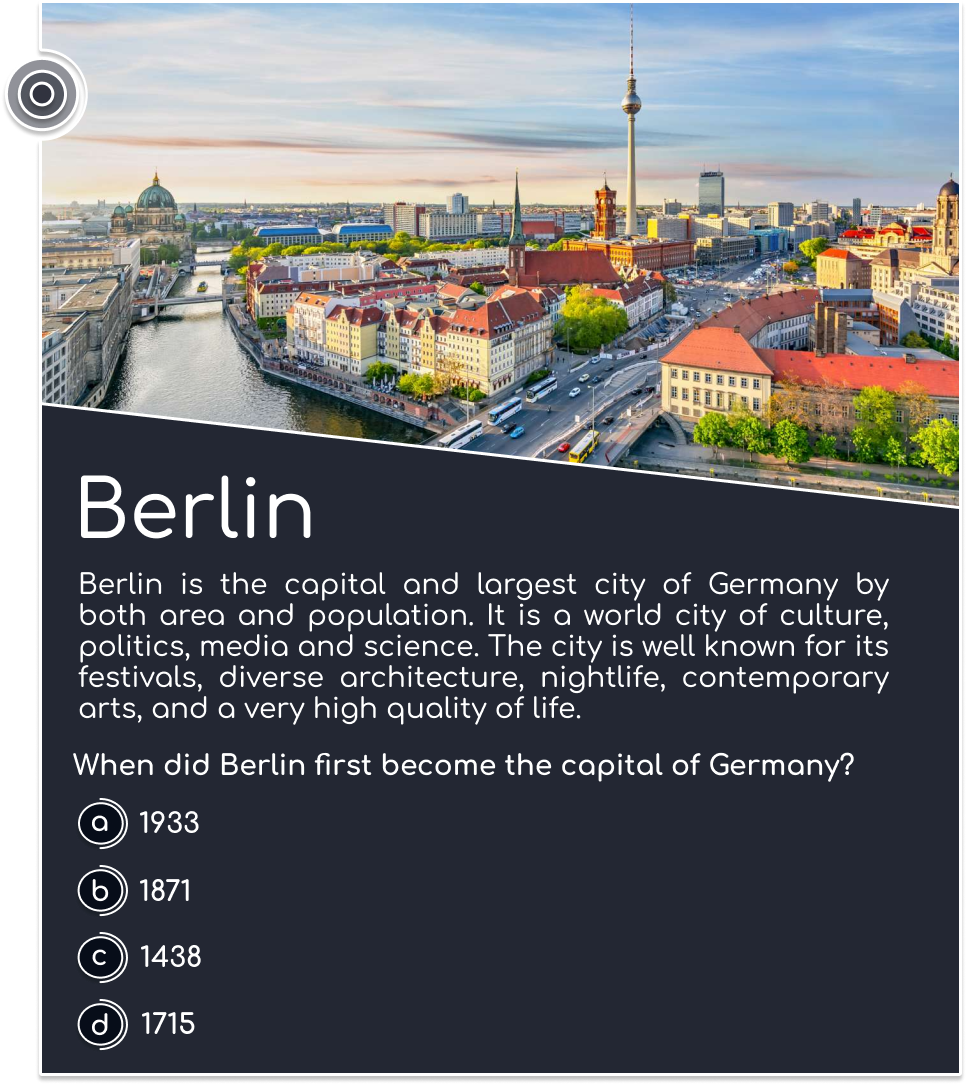 Berlin
Berlin is the capital and largest city of Germany by
both area and population. It is a world city of culture,
politics, media and science. The city is well known for its
festivals, diverse architecture, nightlife, contemporary
arts, and a very high quality of life.
When did Berlin first become the capital of Germany?
a 1933
b 1871
c 1438
d 1715